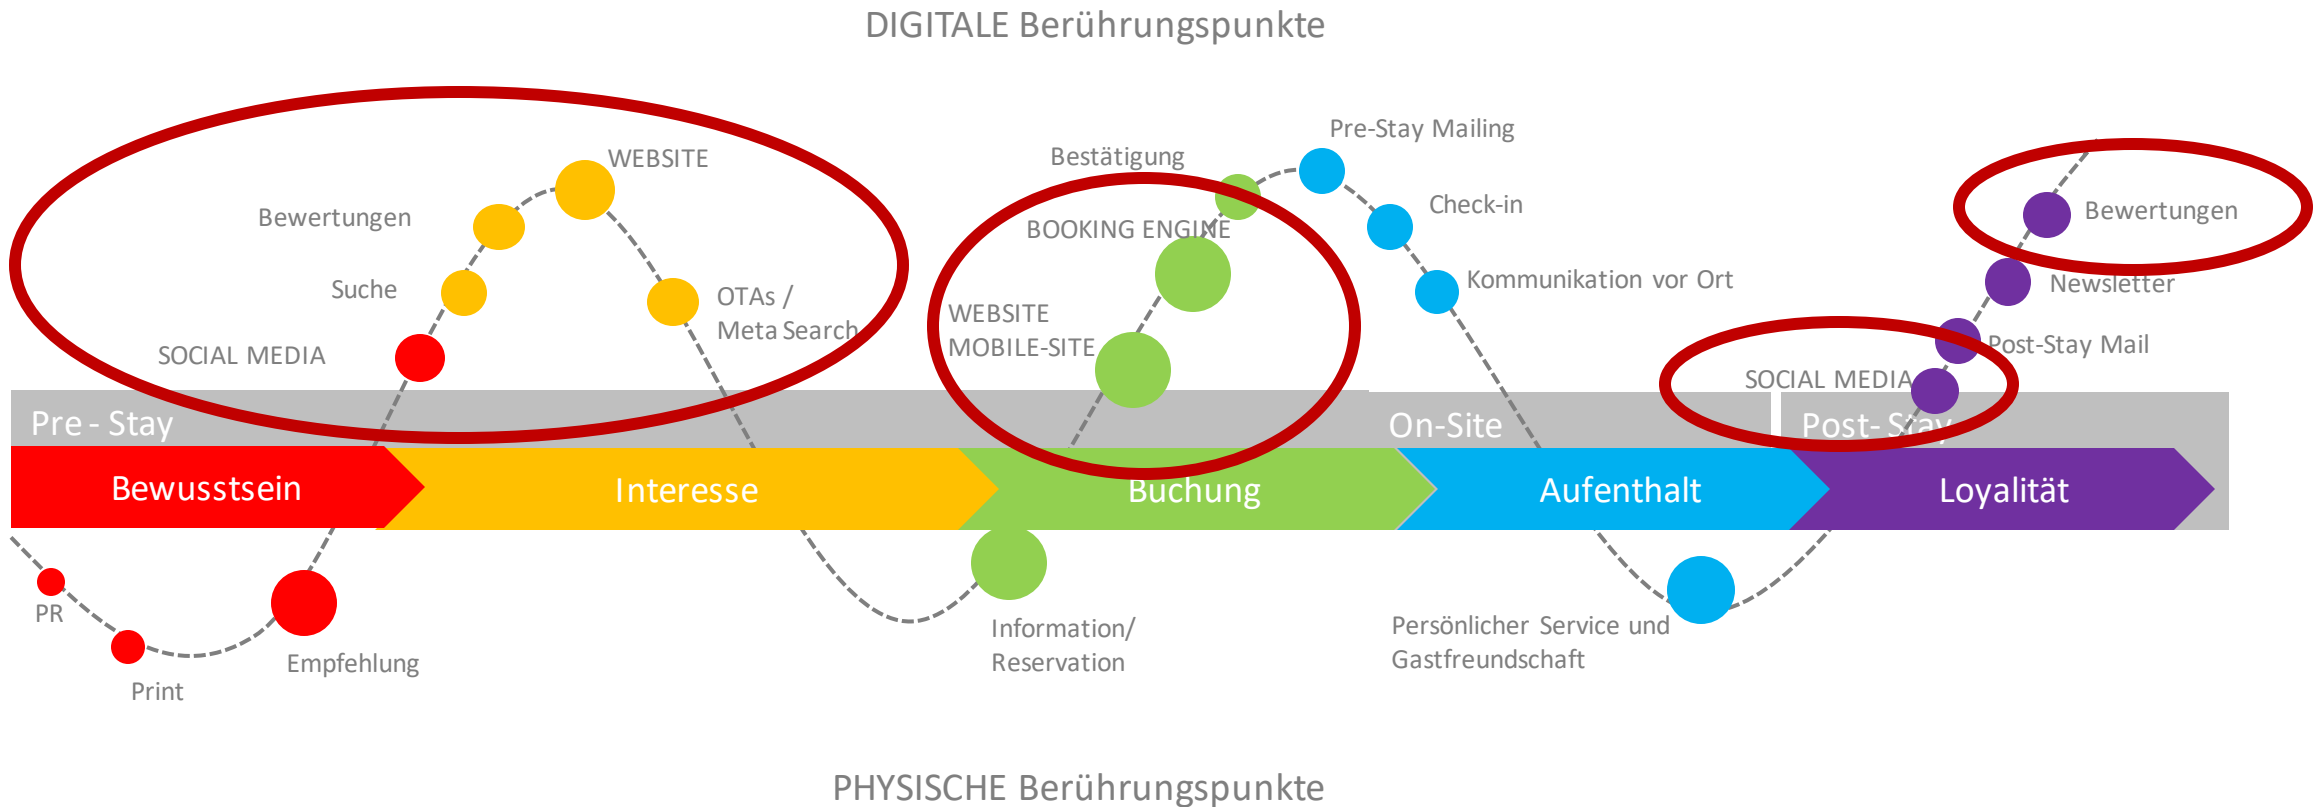 DIGITALE Berührungspunkte
Pre-Stay Mailing
Bestätigung
WEBSITE
Check-in
Bewertungen
Bewertungen
BOOKING ENGINE
Suche
OTAs /
Meta Search
Kommunikation vor Ort
Newsletter
WEBSITE
MOBILE-SITE
SOCIAL MEDIA
Post-Stay Mail
SOCIAL MEDIA
Pre - Stay
On-Site
Post- Stay
Bewusstsein
Interesse
Buchung
Aufenthalt
Loyalität
PR
Print
Empfehlung
Information/
Reservation
Persönlicher Service und
Gastfreundschaft
PHYSISCHE Berührungspunkte